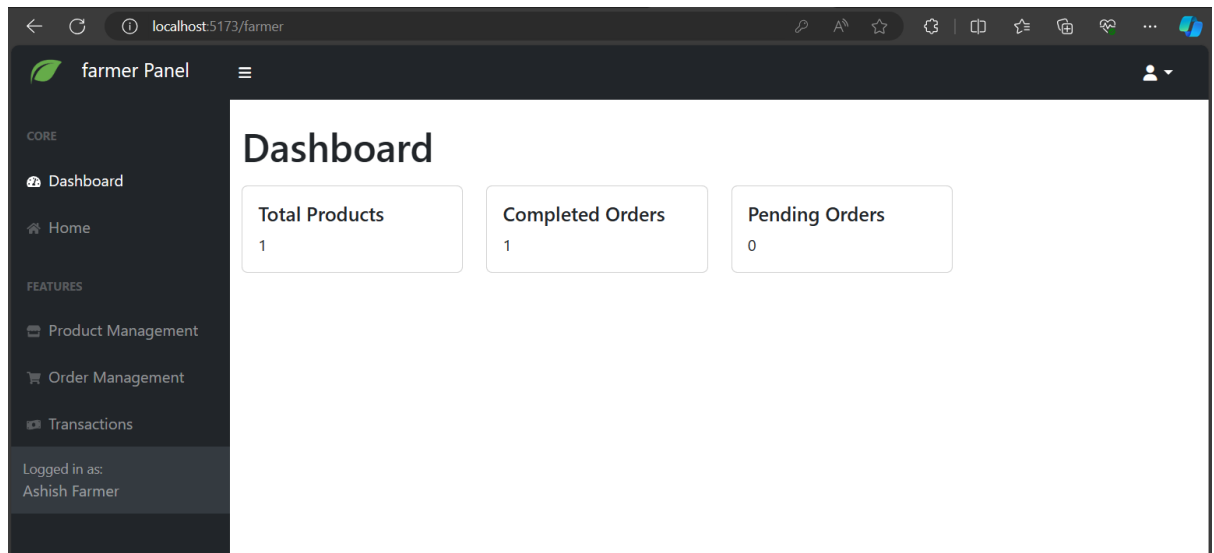 localhost:5173/farmer
farmer Panel
CORE
Dashboard
Home
FEATURES
Product Management
Order Management
Transactions
Logged in as:
Ashish Farmer
Dashboard
Total Products
1
Completed Orders
1
Pending Orders
0